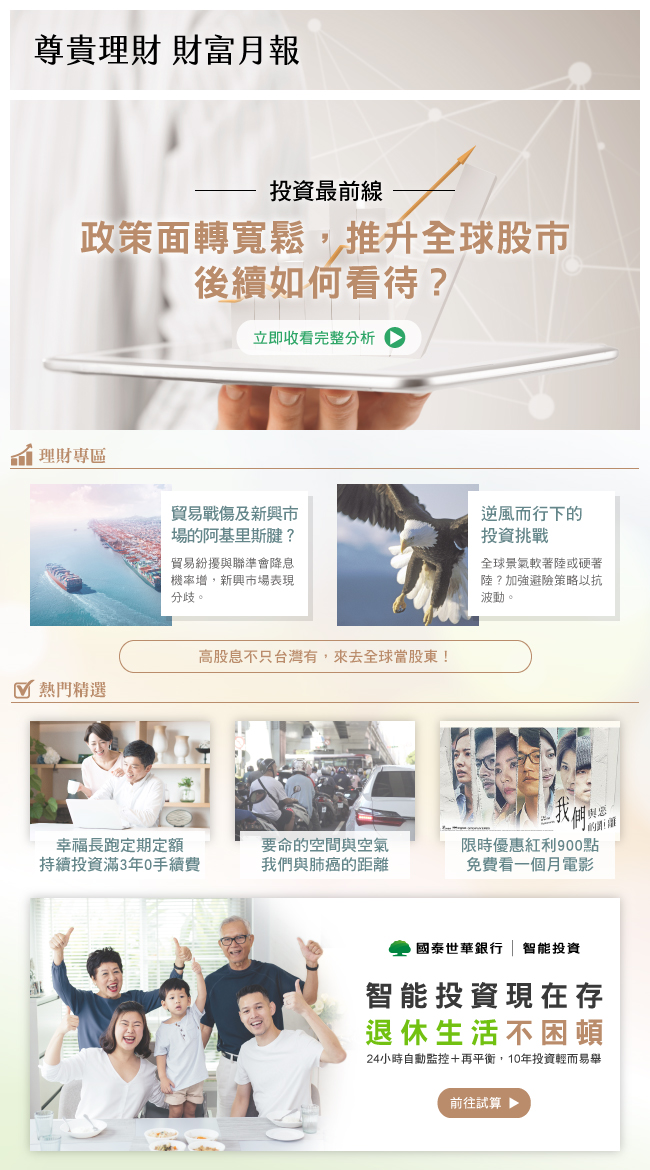 尊貴理財 財富月報
投資最前線
政策面轉寬鬆，推升全球股市
後續如何看待？
立即收看完整分析
理財專區
貿易戰傷及新興市
場的阿基里斯腱？
貿易紛擾與聯準會降息
機率增，新興市場表現
分歧。
逆風而行下的
投資挑戰
全球景氣軟著陸或硬著
陸？加強避險策略以抗
波動。
高股息不只台灣有，來去全球當股東！
熱門精選
我們與惡
的距離
幸福長跑定期定額
持續投資滿3年0手續費
要命的空間與空氣
我們與肺癌的距離
限時優惠紅利900點
免費看一個月電影
國泰世華銀行｜智能投資
智能投資現在存
退休生活不困頓
24小時自動監控＋再平衡，10年投資輕而易舉
前往試算